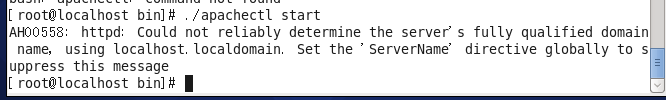 bash: apachectl: command not found
[root@localhost bin]# ./apachectl start
AH00558: httpd: Could not reliably determine the server's fully qualified domain
 name, using localhost.localdomain. Set the 'ServerName' directive globally to s
uppress this message
[root@localhost bin]#